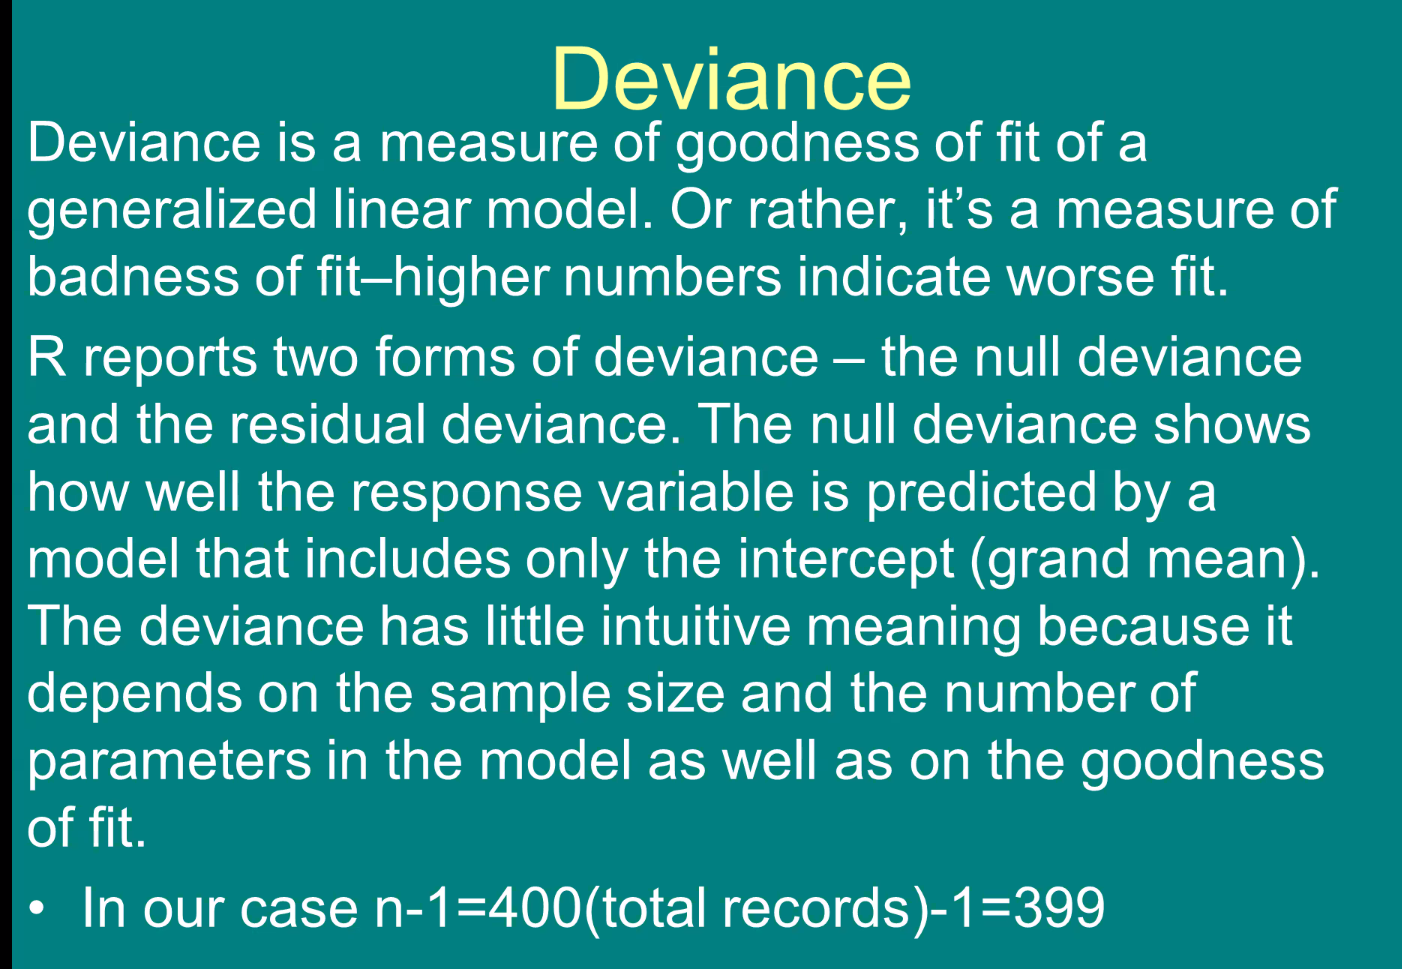 Deviance
Deviance is a measure of goodness of fit of a
generalized linear model. Or rather, it’s a measure of
badness of fit–higher numbers indicate worse fit.
R reports two forms of deviance – the null deviance
and the residual deviance. The null deviance shows
how well the response variable is predicted by a
model that includes only the intercept (grand mean).
The deviance has little intuitive meaning because it
depends on the sample size and the number of
parameters in the model as well as on the goodness
of fit.
• In our case n-1=400(total records)-1=399